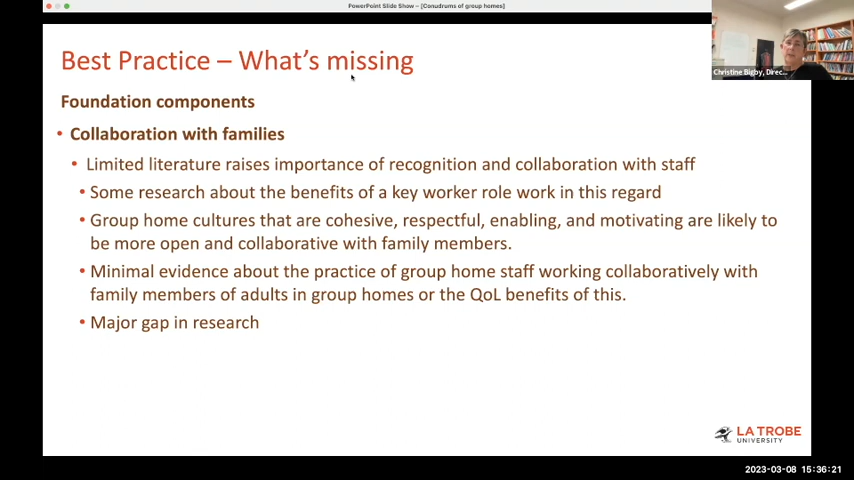 PowerPoint Slide Show – [Conudrums of group homes]
Christine Bigby, Direc...
Best Practice – What's missing
Foundation components
• Collaboration with families
• Limited literature raises importance of recognition and collaboration with staff
• Some research about the benefits of a key worker role work in this regard
• Group home cultures that are cohesive, respectful, enabling, and motivating are likely to
be more open and collaborative with family members.
• Minimal evidence about the practice of group home staff working collaboratively with
family members of adults in group homes or the QoL benefits of this.
• Major gap in research
LA TROBE
UNIVERSITY
2023-03-08 15:36:21